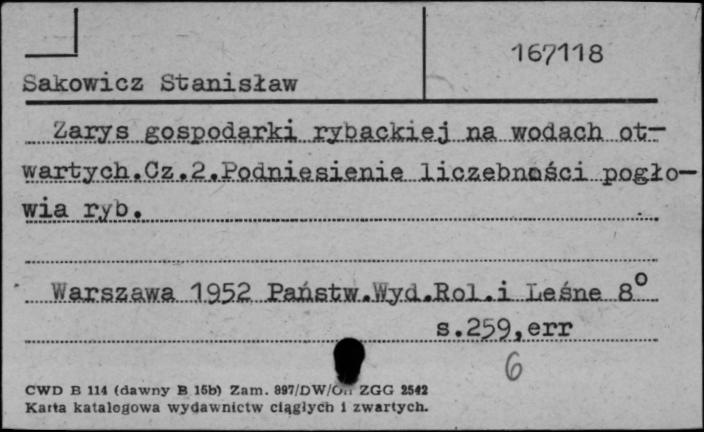 167118
Sakowicz Stanisław
Zarys gospodarki rybackiej na wodach ot-
wartych.Cz.2.Podniesienie liczebności pogło-
wia ryb.
Warszawa 1952 Państw.Wyd.Rol.i Leśne 8°
s.259,err
6
CWD B 114 (dawny B 15b) Zam. 897/DW/ ZGG 2542
Karta katalogowa wydawnictw ciągłych i zwartych.